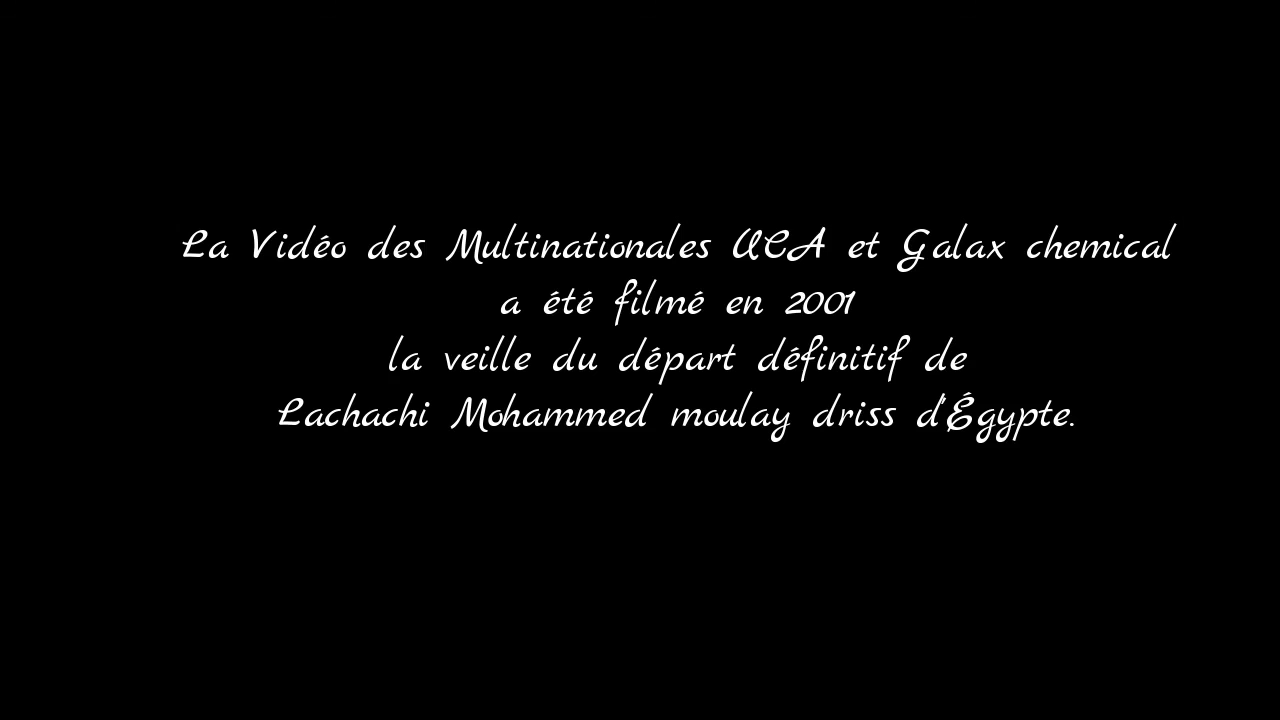 La Vidéo des Multinationales UCA et Galax chemical
a été filmé en 2001
la veille du départ définitif de
Lachachi Mohammed moulay driss d'Égypte.